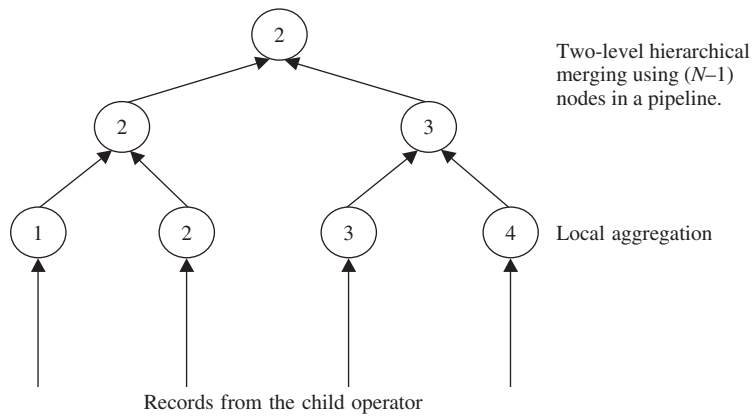 2
Two-level hierarchical
merging using (N–1)
nodes in a pipeline.
2
3
1
2
3
4
Local aggregation
Records from the child operator